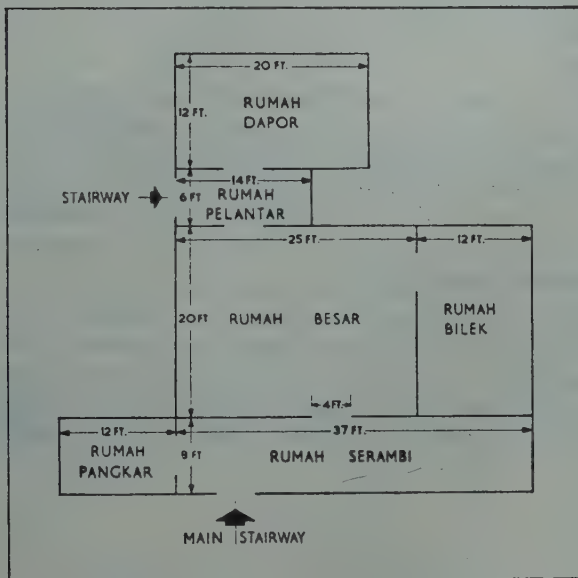 20 FT.
RUMAH
DAPOR
12 FT.
14 FT.
STAIRWAY
6 FT
RUMAH
PELANTAR
25 FT.
12 FT.
20 FT
RUMAH BESAR
RUMAH
BILEK
4 FT.
12 FT.
37 FT.
RUMAH
PANGKAR
8 FT
RUMAH SERAMBI
MAIN STAIRWAY